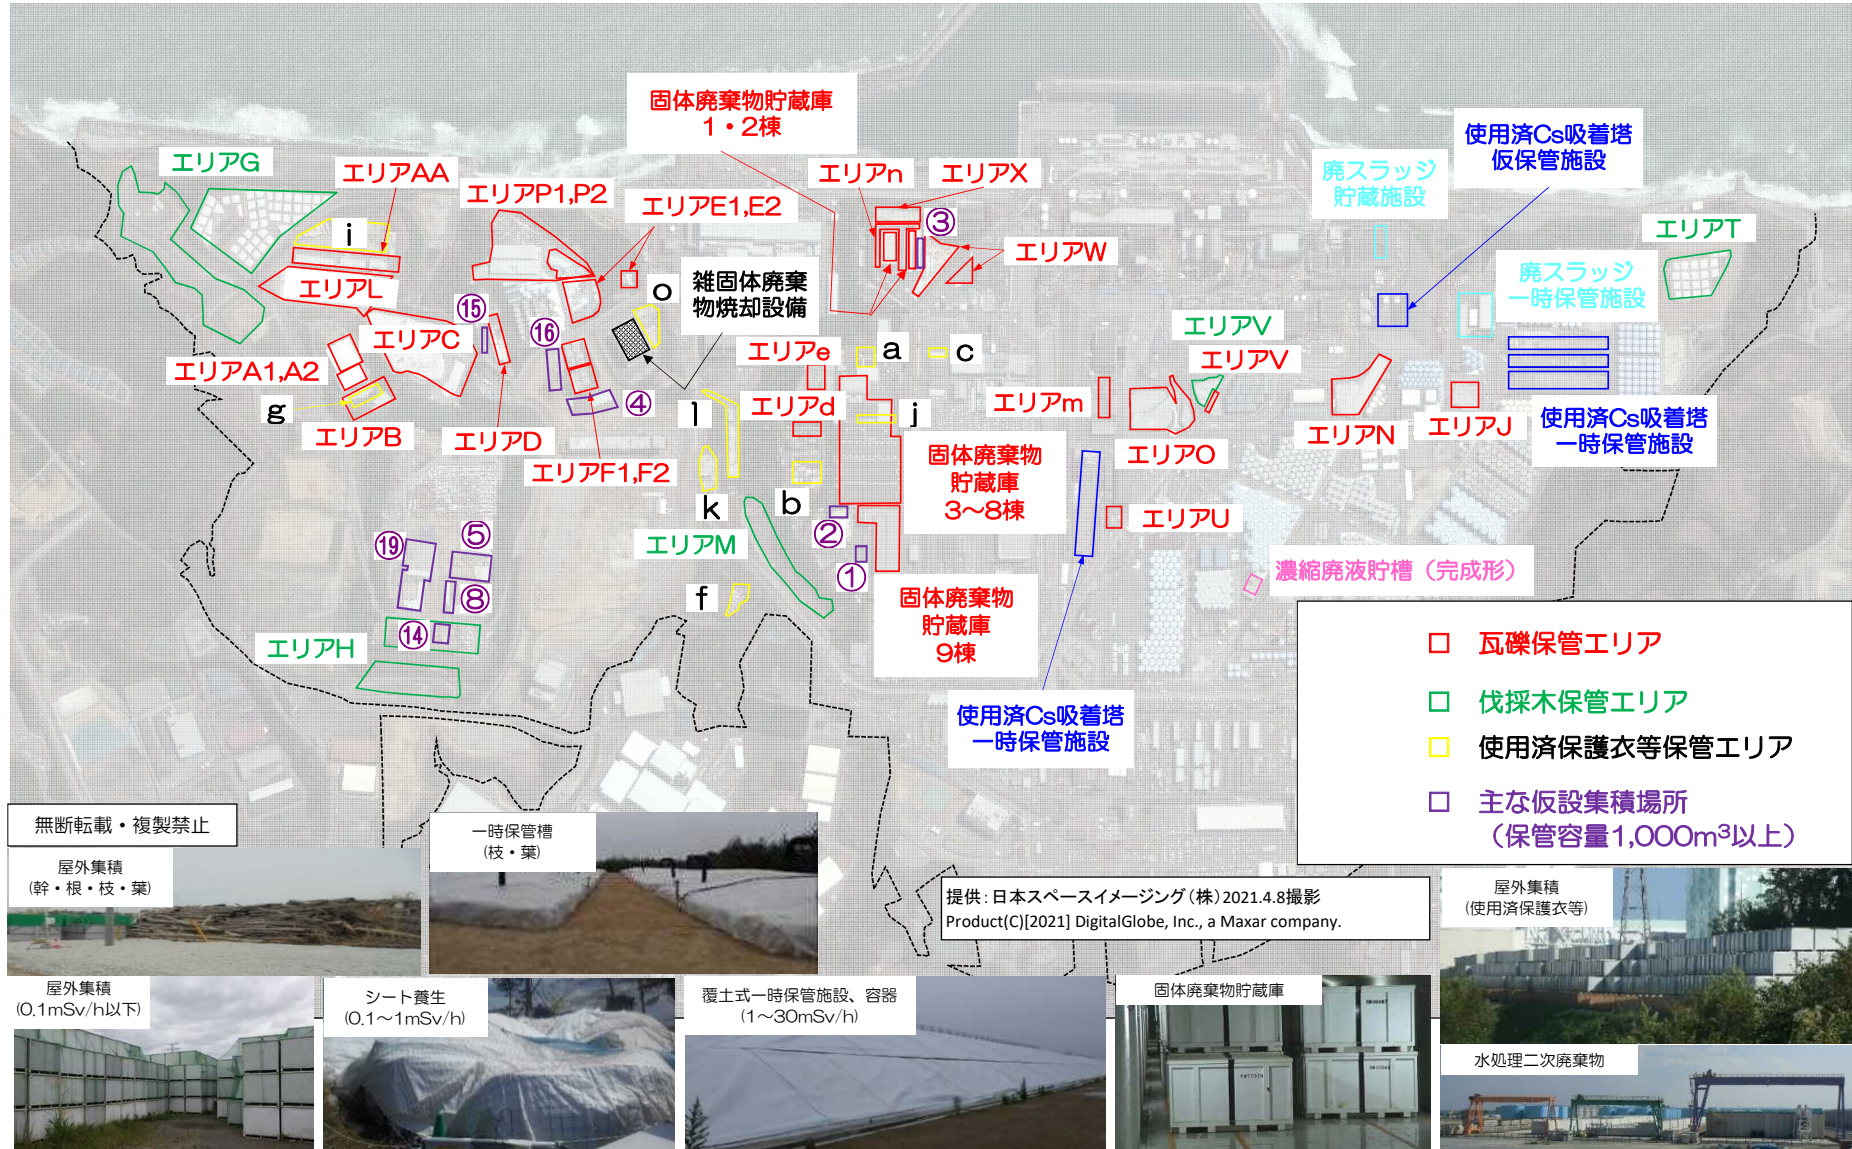 固体廃棄物貯蔵庫
1・2棟
使用済Cs吸着塔
仮保管施設
エリアG
エリアAA
エリアP1,P2
エリアn
エリアX
廃スラッジ
貯蔵施設
エリアE1,E2
③
エリアT
i
エリアW
o
雑固体廃棄
物焼却設備
廃スラッジ
一時保管施設
エリアL
⑮
エリアC
⑯
エリアV
エリアe
a
c
エリアV
エリアA1,A2
g
④
l
エリアd
j
エリアm
エリアB
エリアD
エリアN
エリアJ
使用済Cs吸着塔
一時保管施設
エリアF1,F2
エリアO
固体廃棄物
貯蔵庫
3～8棟
k
b
エリアU
②
エリアM
⑲
⑤
①
濃縮廃液貯槽（完成形）
⑧
f
固体廃棄物
貯蔵庫
9棟
⑭
エリアH
使用済Cs吸着塔
一時保管施設
瓦礫保管エリア
伐採木保管エリア
使用済保護衣等保管エリア
主な仮設集積場所
（保管容量1,000m³以上）
無断転載・複製禁止
屋外集積
(幹・根・枝・葉)
一時保管槽
(枝・葉)
提供：日本スペースイメージング（株）2021.4.8撮影
Product(C)[2021] DigitalGlobe, Inc., a Maxar company.
屋外集積
(使用済保護衣等)
屋外集積
(0.1mSv/h以下)
シート養生
(0.1～1mSv/h)
覆土式一時保管施設、容器
(1～30mSv/h)
固体廃棄物貯蔵庫
水処理二次廃棄物